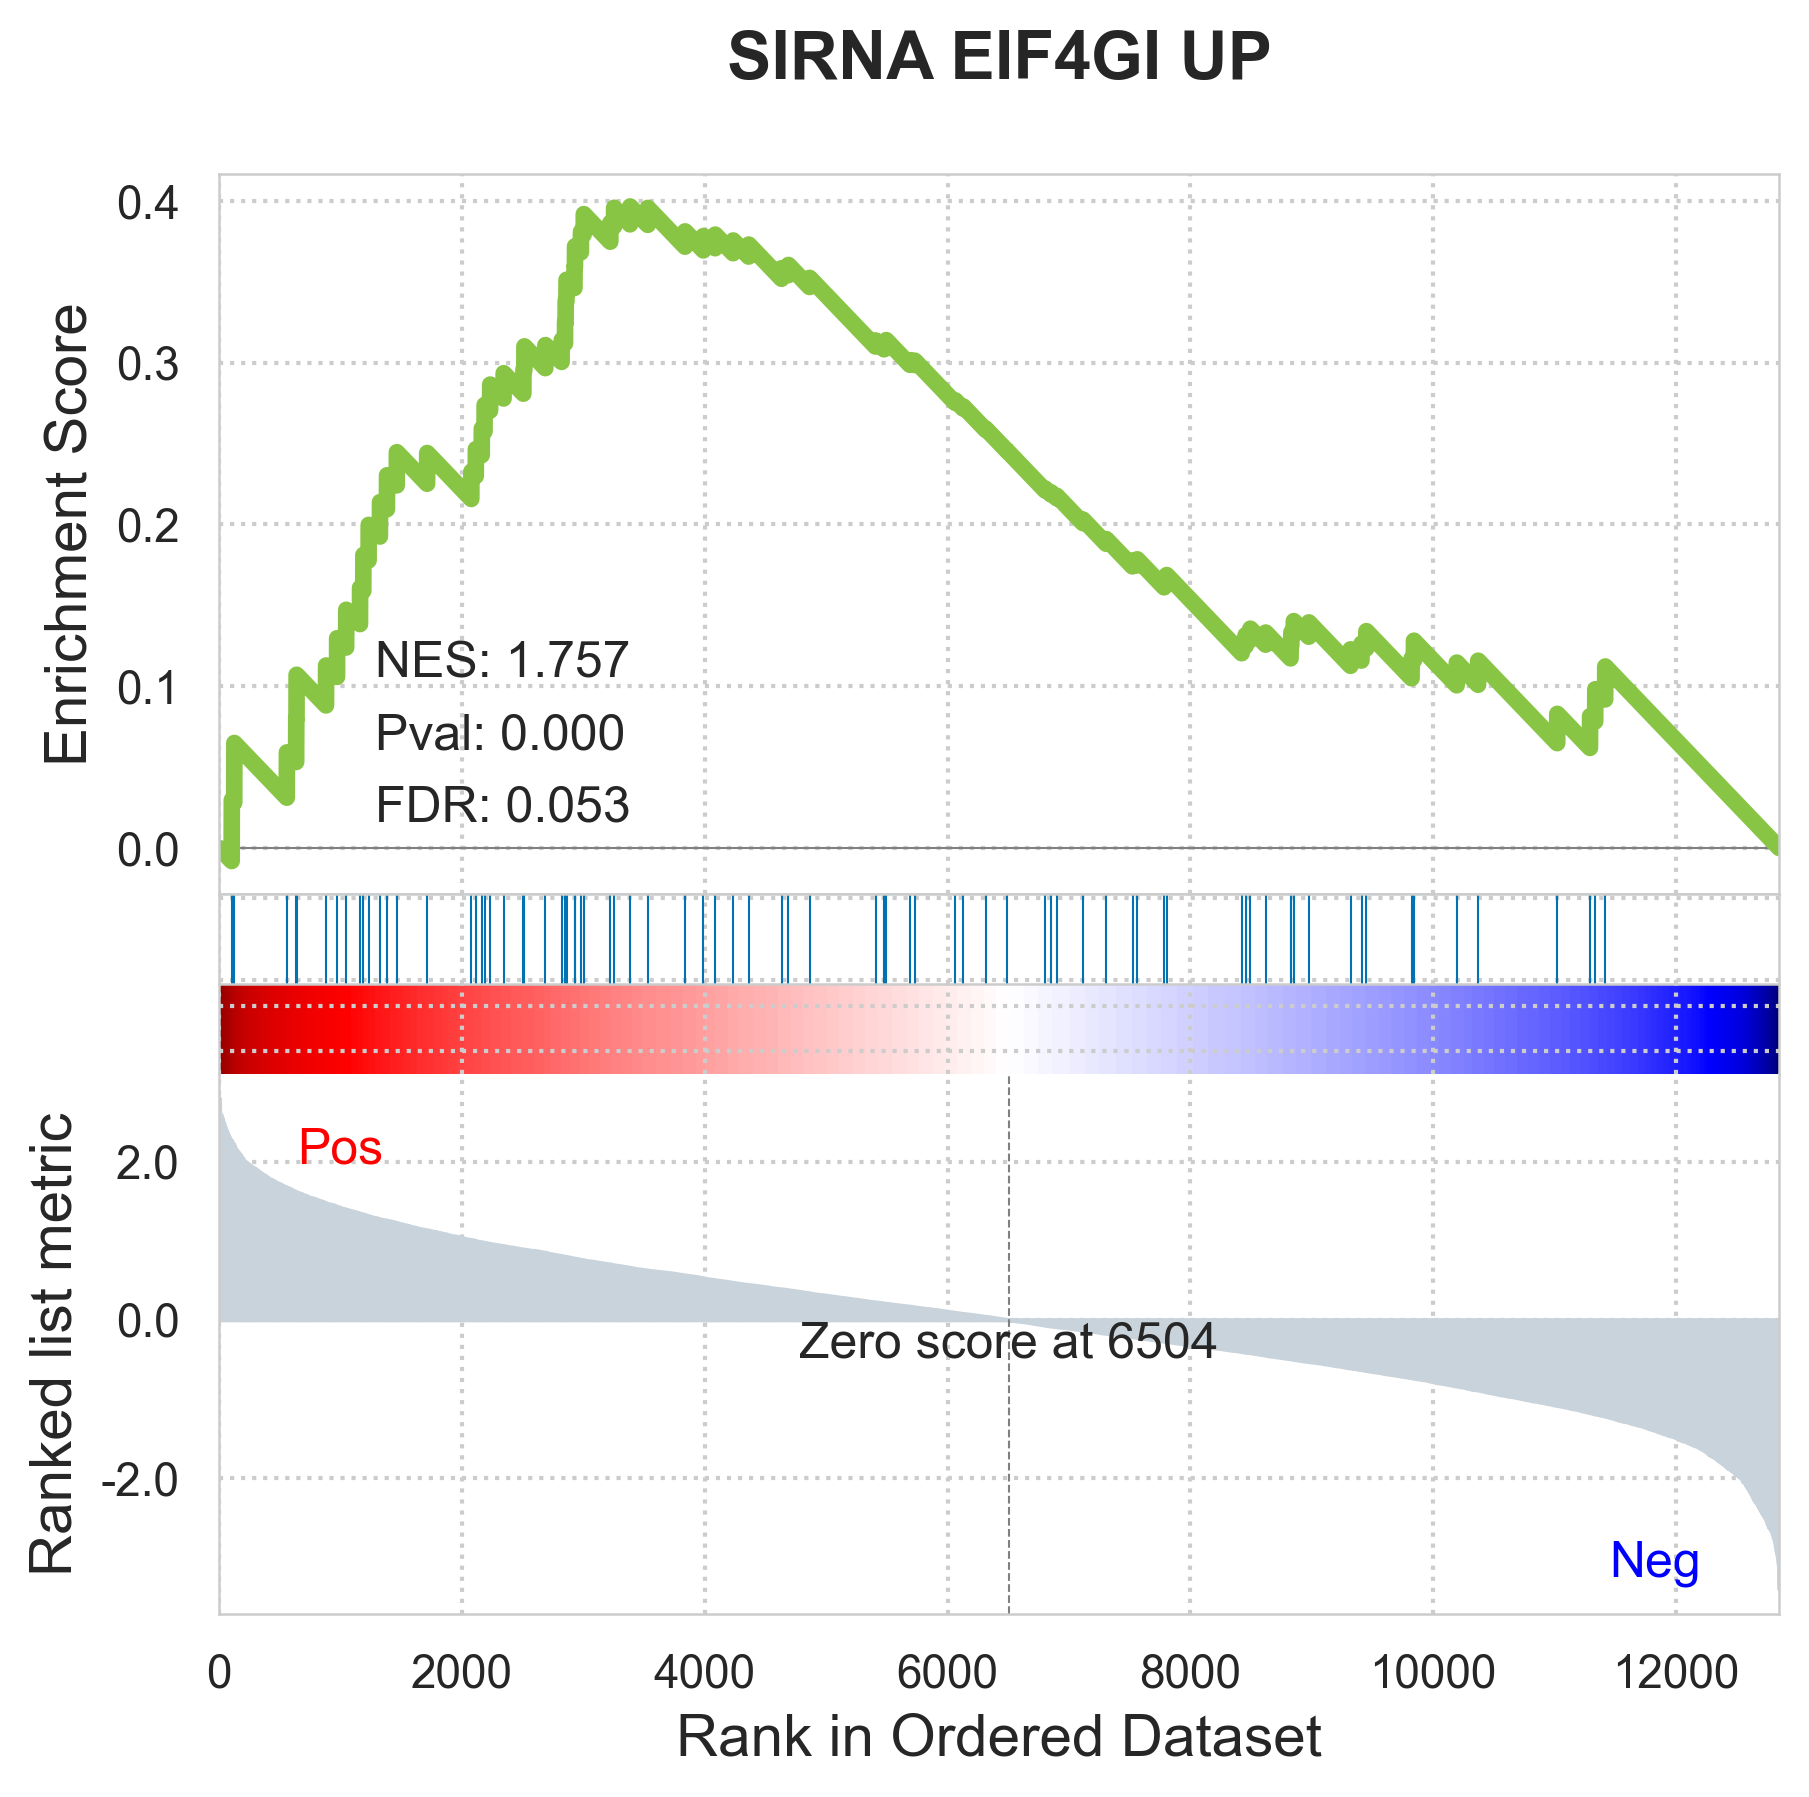 SIRNA EIF4GI UP
Enrichment Score
0.4
0.3
0.2
0.1
0.0
NES: 1.757
Pval: 0.000
FDR: 0.053
Ranked list metric
2.0
0.0
-2.0
Pos
Zero score at 6504
Neg
0 2000 4000 6000 8000 10000 12000
Rank in Ordered Dataset